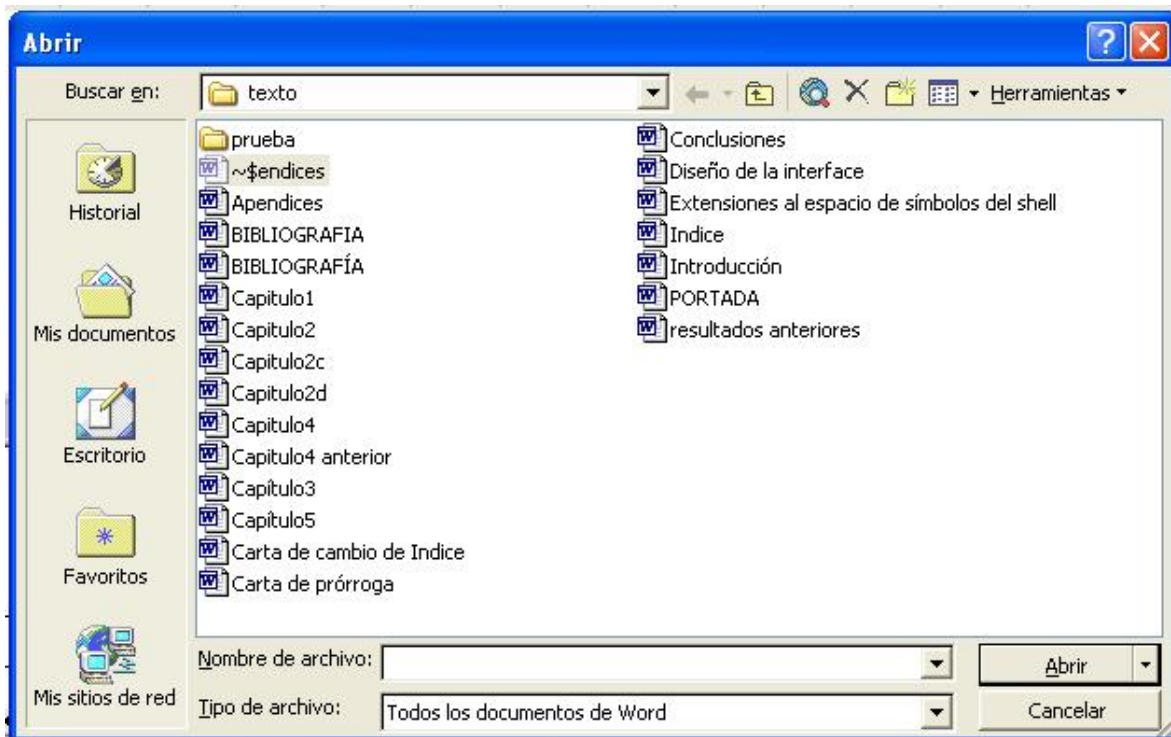 Abrir
Buscar en:
texto
Herramientas
Historial
Mis documentos
Escritorio
Favoritos
Mis sitios de red
prueba
~$endices
Apendices
BIBLIOGRAFIA
BIBLIOGRAFÍA
Capitulo1
Capitulo2
Capitulo2c
Capitulo2d
Capitulo4
Capitulo4 anterior
Capítulo3
Capítulo5
Carta de cambio de Indice
Carta de prórroga
Conclusiones
Diseño de la interface
Extensiones al espacio de símbolos del shell
Indice
Introducción
PORTADA
resultados anteriores
Nombre de archivo:
Abrir
Tipo de archivo:
Todos los documentos de Word
Cancelar